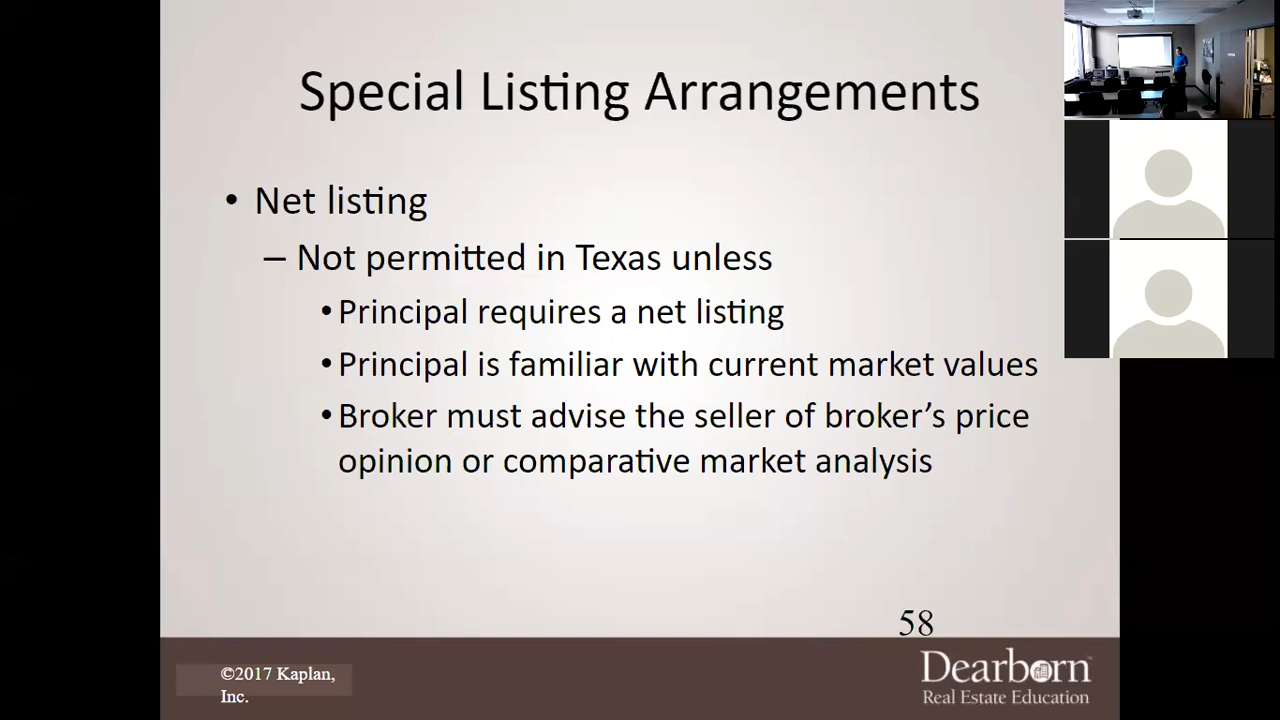 Special Listing Arrangements
• Net listing
– Not permitted in Texas unless
• Principal requires a net listing
• Principal is familiar with current market values
• Broker must advise the seller of broker’s price
opinion or comparative market analysis
58
©2017 Kaplan,
Inc.
Dearborn™
Real Estate Education